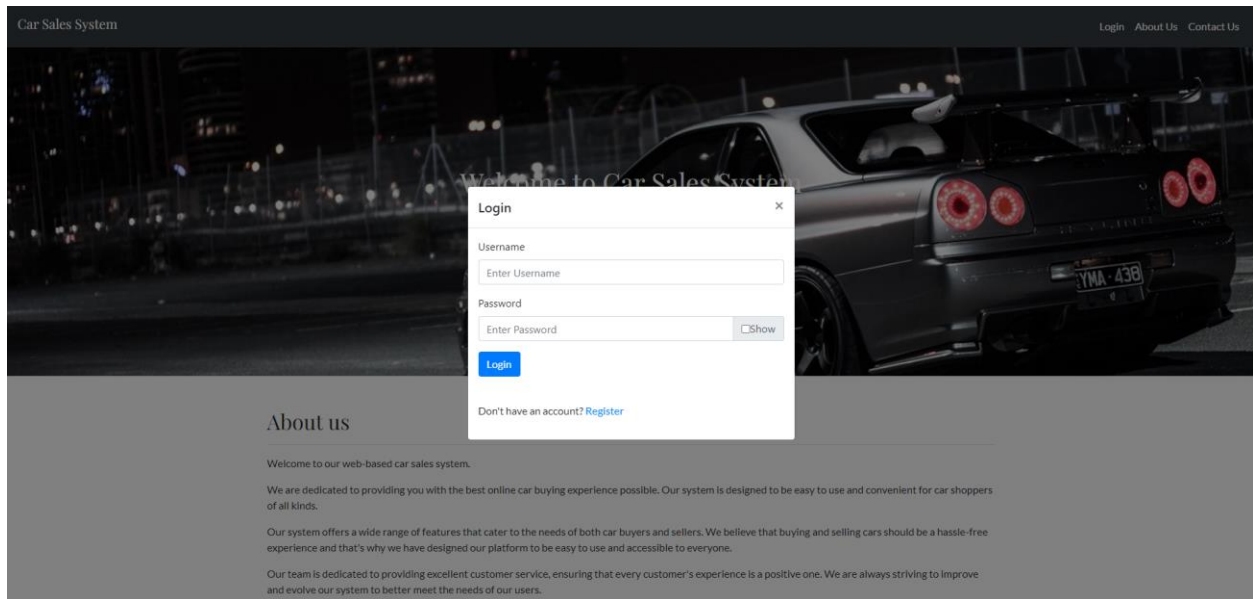 Car Sales System
Login About Us Contact Us
Welcome to Car Sales System
Login ×
Username
Enter Username
Password
Enter Password
Show
Login
Don't have an account? Register
YMA·438
About us
Welcome to our web-based car sales system.
We are dedicated to providing you with the best online car buying experience possible. Our system is designed to be easy to use and convenient for car shoppers
of all kinds.
Our system offers a wide range of features that cater to the needs of both car buyers and sellers. We believe that buying and selling cars should be a hassle-free
experience and that's why we have designed our platform to be easy to use and accessible to everyone.
Our team is dedicated to providing excellent customer service, ensuring that every customer's experience is a positive one. We are always striving to improve
and evolve our system to better meet the needs of our users.